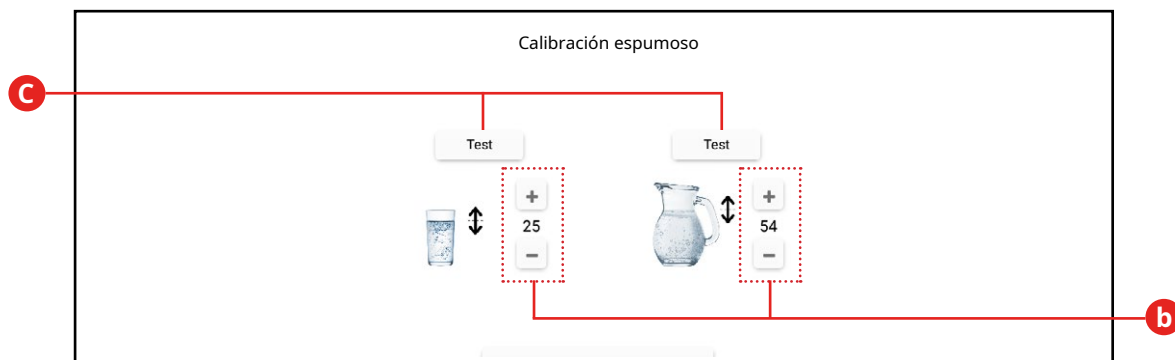 Calibración espumoso
C
Test
Test
+
+
25
54
−
−
b